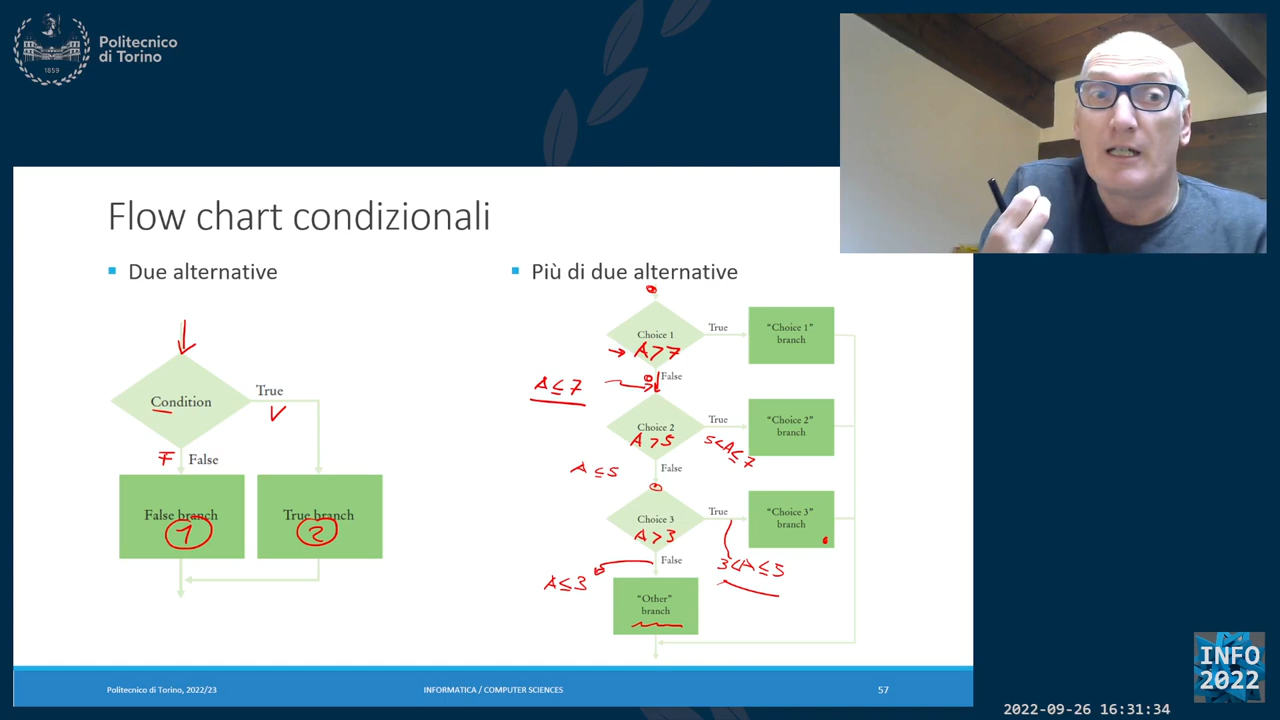 Politecnico
di Torino
1859
Flow chart condizionali
Due alternative
Condition
True
V
F
False
False branch
1
True branch
2
Più di due alternative
Choice 1
A > 7
True
"Choice 1"
branch
False
A ≤ 7
Choice 2
A > 5
True
5 < A ≤ 7
"Choice 2"
branch
A ≤ 5
False
Choice 3
A > 3
True
3 < A ≤ 5
"Choice 3"
branch
False
A ≤ 3
"Other"
branch
Politecnico di Torino, 2022/23
INFORMATICA / COMPUTER SCIENCES
57
INFO
2022
2022-09-26 16:31:34